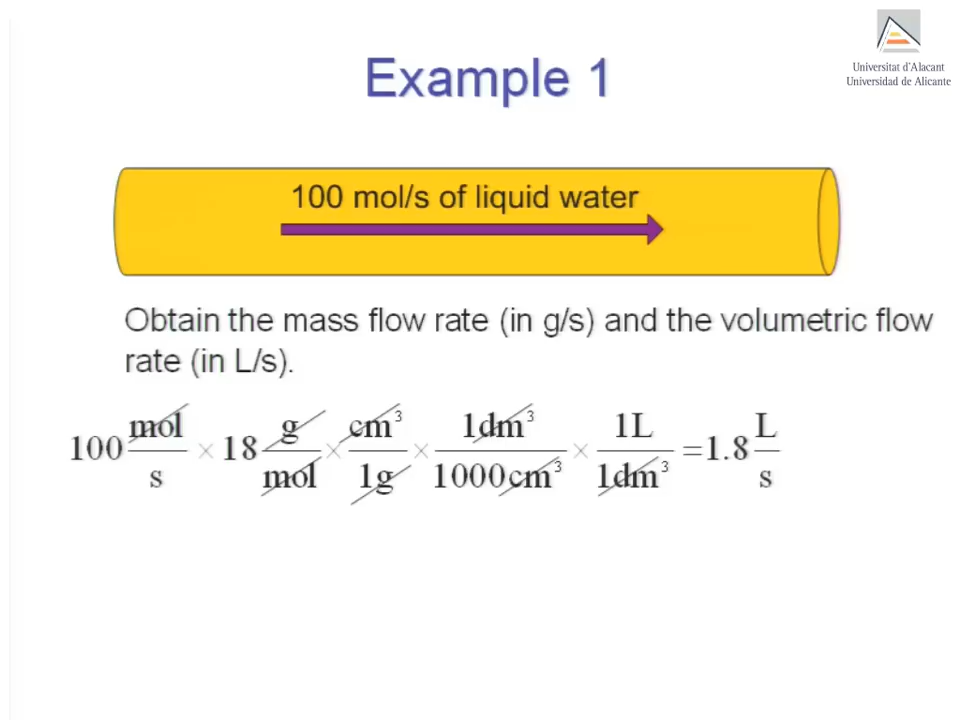 Universitat d'Alacant
Universidad de Alicante
Example 1
100 mol/s of liquid water
Obtain the mass flow rate (in g/s) and the volumetric flow
rate (in L/s).
100 mol/s × 18 g/mol × cm³/1g × 1dm³/1000cm³ × 1L/1dm³ = 1.8 L/s